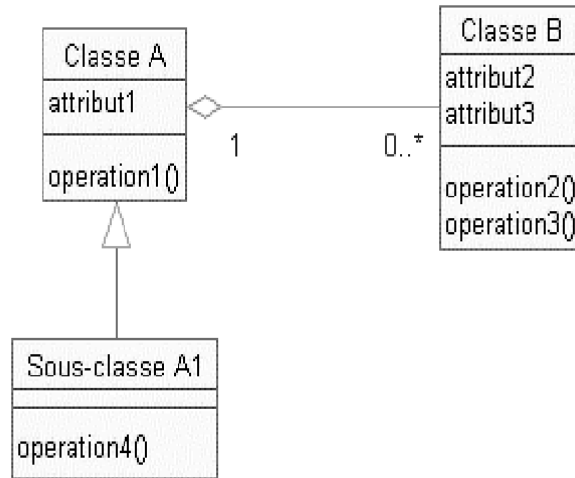 Classe A
attribut1
operation1()
1
0..*
Classe B
attribut2
attribut3
operation2()
operation3()
Sous-classe A1
operation4()